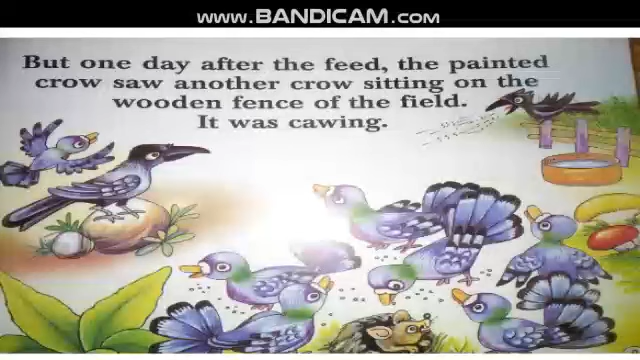 www.BANDICAM.com
But one day after the feed, the painted
crow saw another crow sitting on the
wooden fence of the field.
It was cawing.